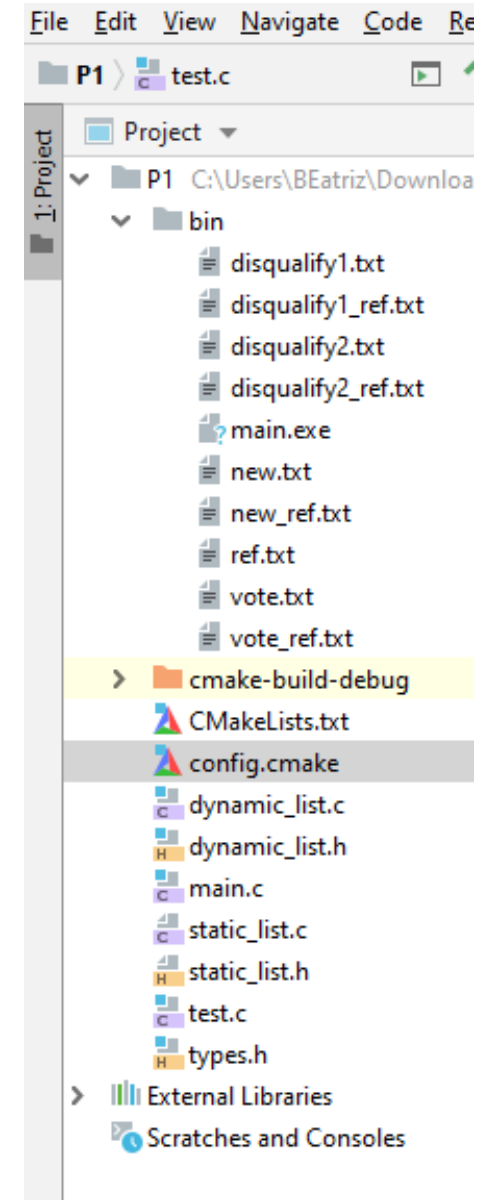 File Edit View Navigate Code Re
P1 test.c
1: Project
Project
P1 C:\Users\BEatriz\Downloa
bin
disqualify1.txt
disqualify1_ref.txt
disqualify2.txt
disqualify2_ref.txt
main.exe
new.txt
new_ref.txt
ref.txt
vote.txt
vote_ref.txt
cmake-build-debug
CMakeLists.txt
config.cmake
dynamic_list.c
dynamic_list.h
main.c
static_list.c
static_list.h
test.c
types.h
External Libraries
Scratches and Consoles